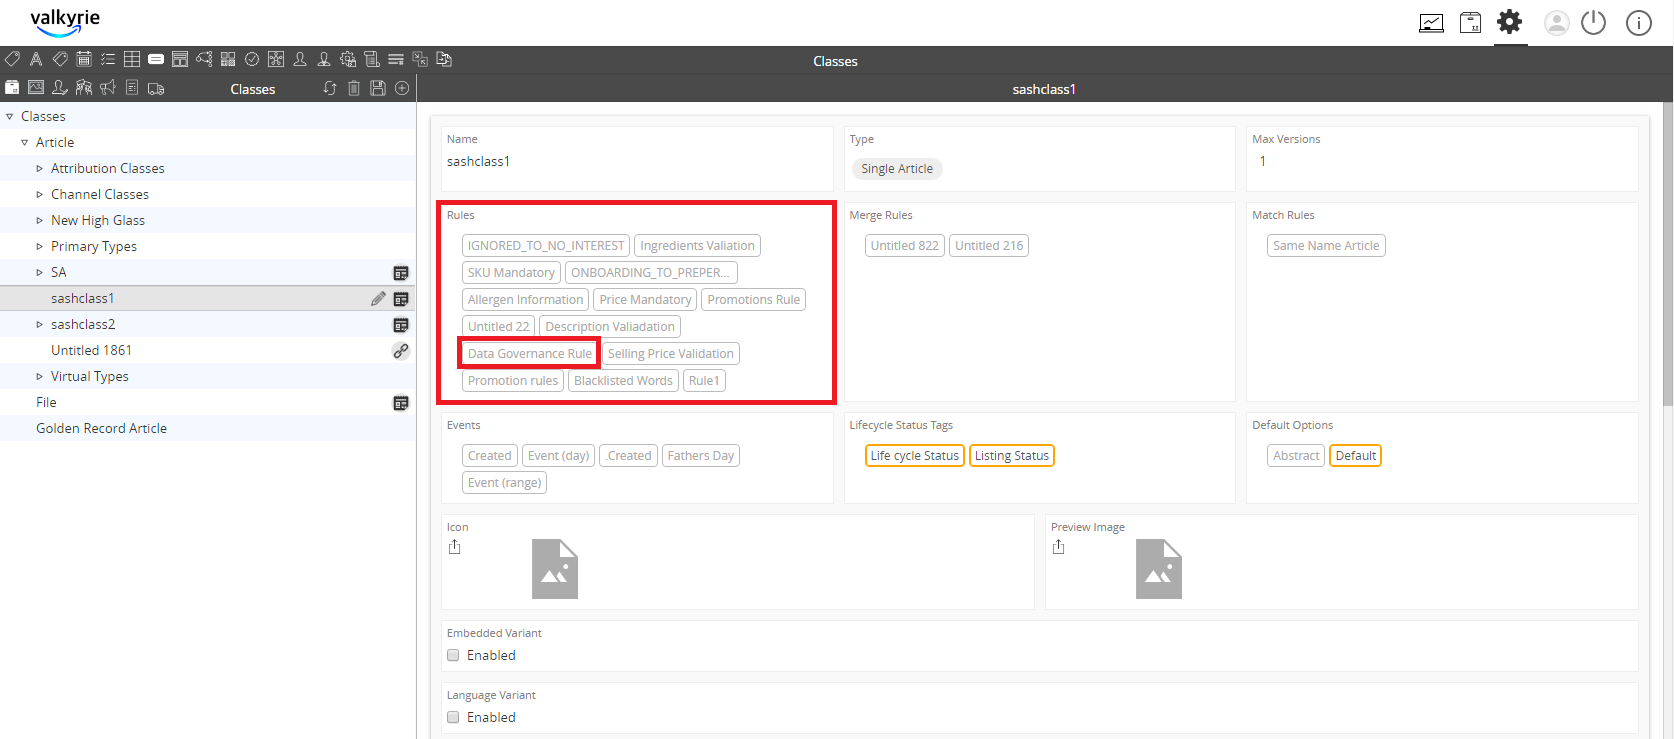 valkyrie
Classes
Classes
sashclass1
Classes
Article
Attribution Classes
Channel Classes
New High Glass
Primary Types
SA
sashclass1
sashclass2
Untitled 1861
Virtual Types
File
Golden Record Article
Name
sashclass1
Type
Single Article
Max Versions
1
Rules
IGNORED_TO_NO_INTEREST Ingredients Valiation
SKU Mandatory ONBOARDING_TO_PREPER...
Allergen Information Price Mandatory Promotions Rule
Untitled 22 Description Valiadation
Data Governance Rule Selling Price Validation
Promotion rules Blacklisted Words Rule1
Merge Rules
Untitled 822 Untitled 216
Match Rules
Same Name Article
Events
Created Event (day) .Created Fathers Day
Event (range)
Lifecycle Status Tags
Life cycle Status Listing Status
Default Options
Abstract Default
Icon
Preview Image
Embedded Variant
Enabled
Language Variant
Enabled